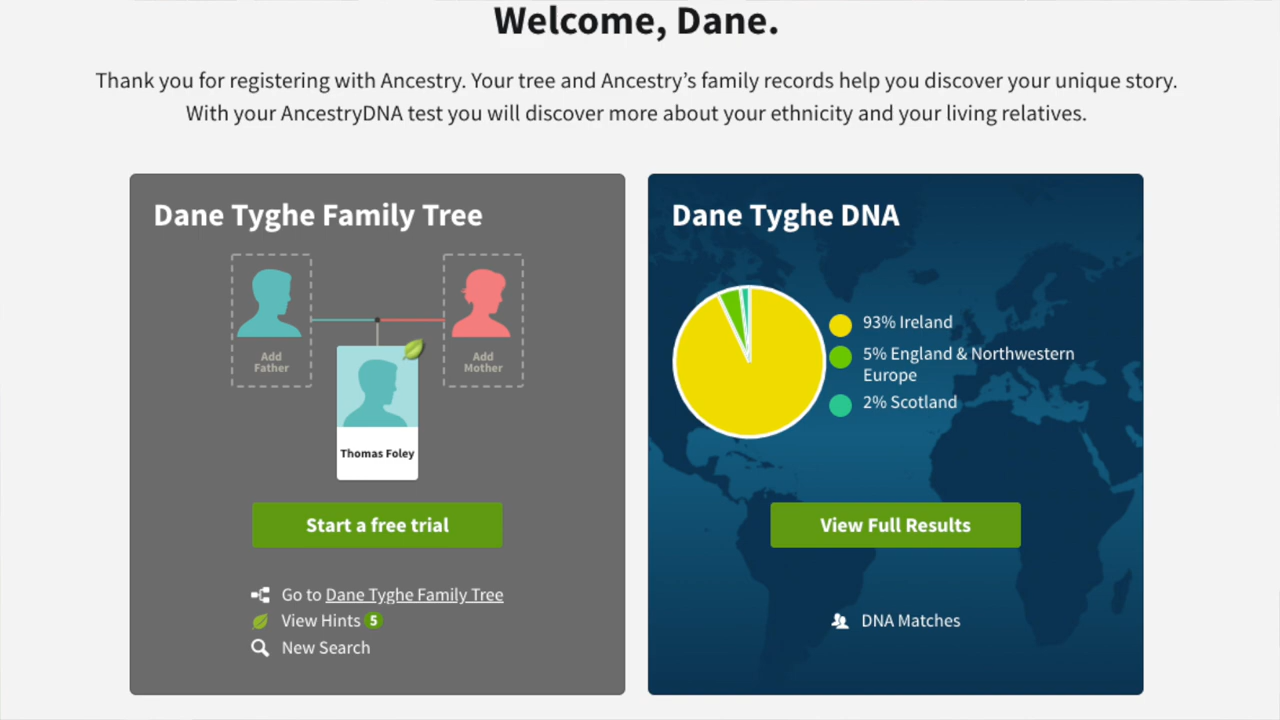 Welcome, Dane.
Thank you for registering with Ancestry. Your tree and Ancestry’s family records help you discover your unique story.
With your AncestryDNA test you will discover more about your ethnicity and your living relatives.
Dane Tyghe Family Tree
Add
Father
Add
Mother
Thomas Foley
Start a free trial
Go to Dane Tyghe Family Tree
View Hints 5
New Search
Dane Tyghe DNA
93% Ireland
5% England & Northwestern
Europe
2% Scotland
View Full Results
DNA Matches